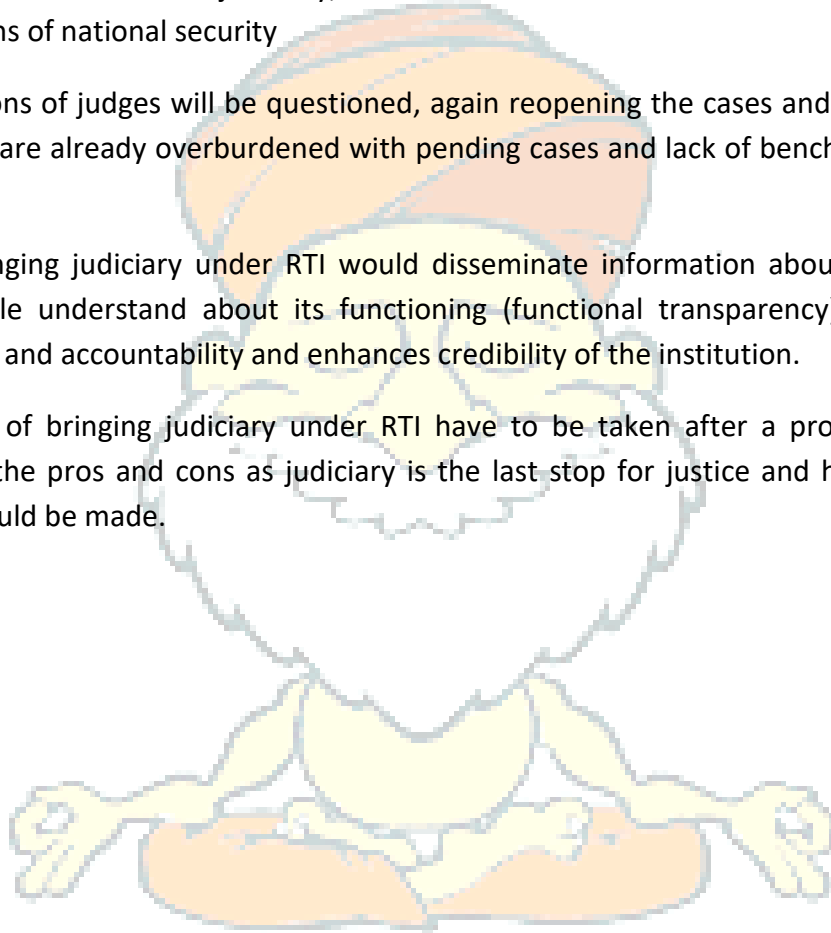 ns of national security
ons of judges will be questioned, again reopening the cases and
are already overburdened with pending cases and lack of bench
nging judiciary under RTI would disseminate information abou
le understand about its functioning (functional transparency)
and accountability and enhances credibility of the institution.
of bringing judiciary under RTI have to be taken after a pro
the pros and cons as judiciary is the last stop for justice and h
uld be made.